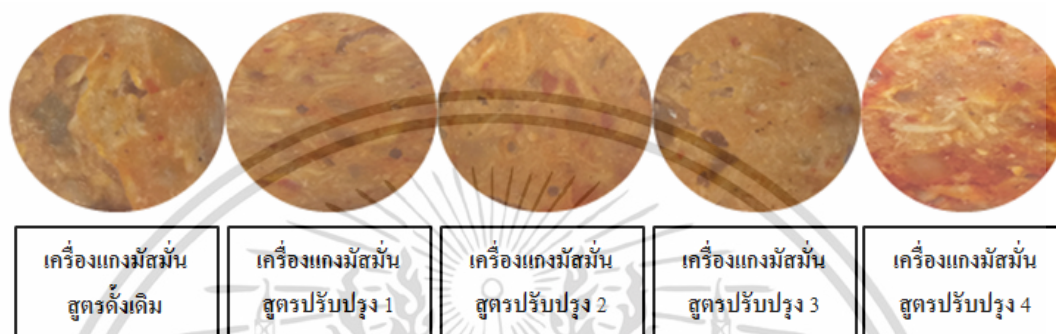 เครื่องแกงมัสมั่น
สูตรดั้งเดิม
เครื่องแกงมัสมั่น
สูตรปรับปรุง 1
เครื่องแกงมัสมั่น
สูตรปรับปรุง 2
เครื่องแกงมัสมั่น
สูตรปรับปรุง 3
เครื่องแกงมัสมั่น
สูตรปรับปรุง 4